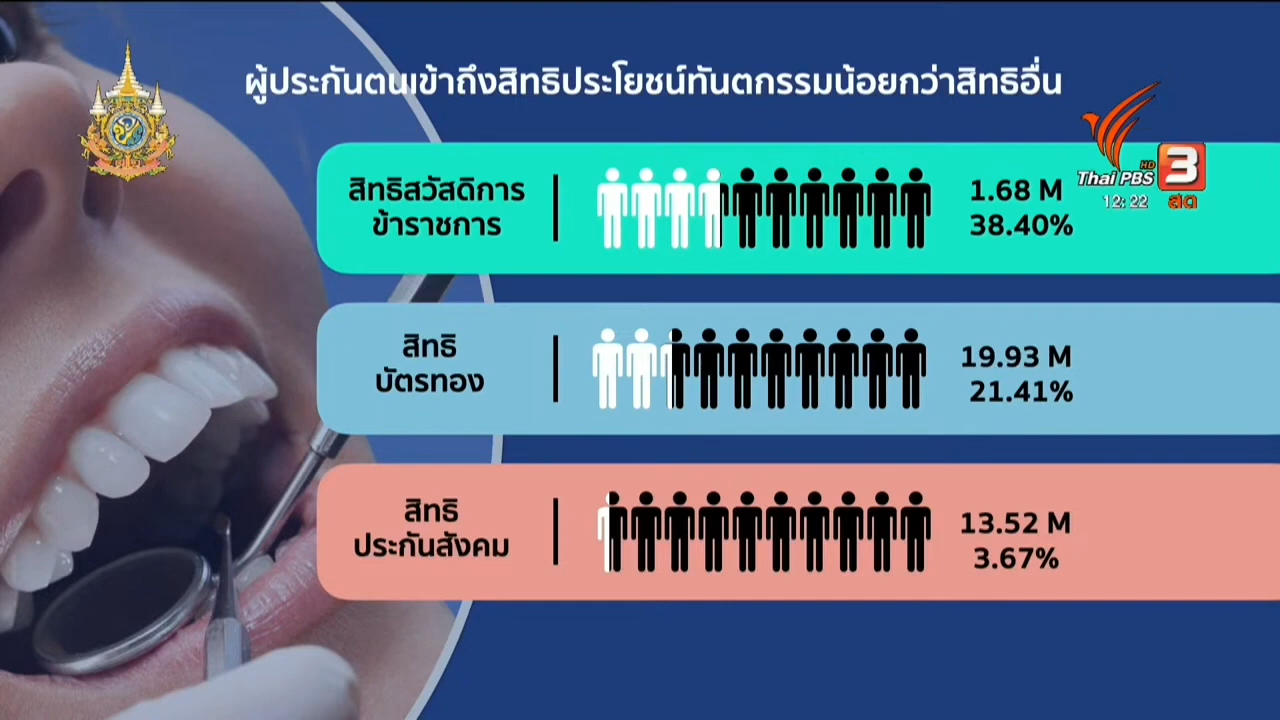 ผู้ประกันตนเข้าถึงสิทธิประโยชน์ทันตกรรมน้อยกว่าสิทธิอื่น
HD
Thai PBS 3
12:22 สด
สิทธิสวัสดิการ
ข้าราชการ
1.68 M
38.40%
สิทธิ
บัตรทอง
19.93 M
21.41%
สิทธิ
ประกันสังคม
13.52 M
3.67%